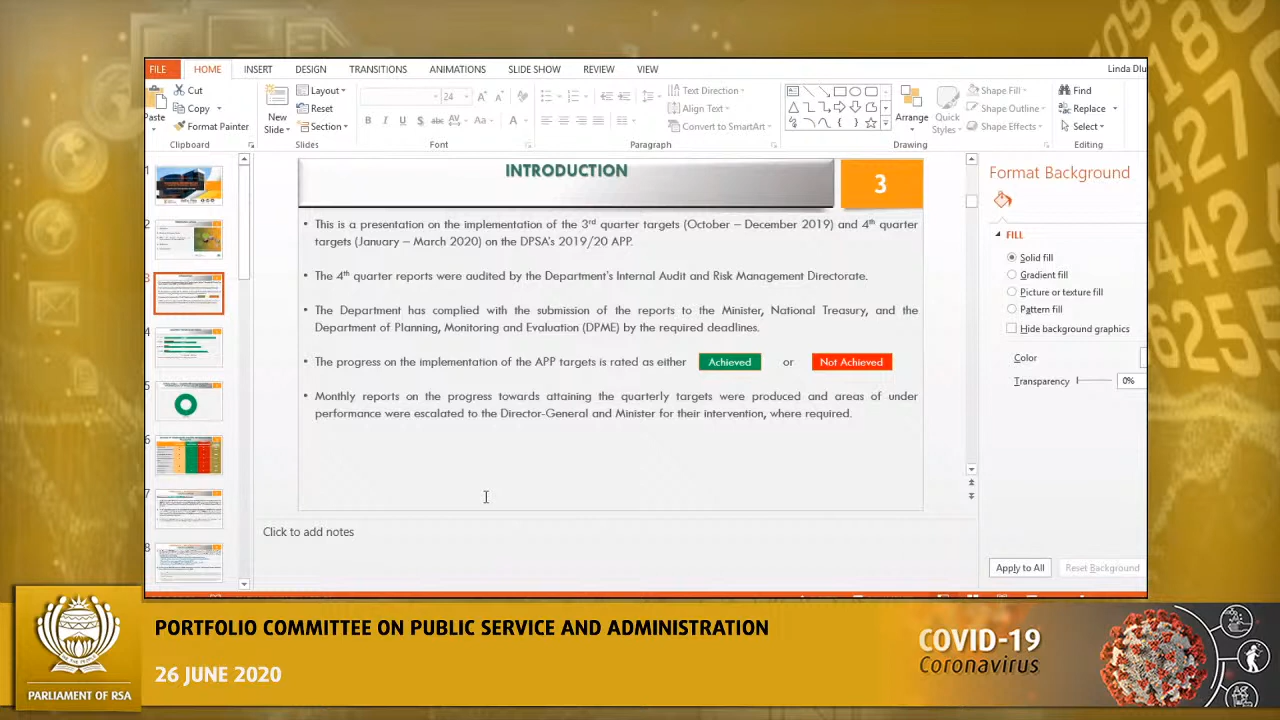 FILE HOME INSERT DESIGN TRANSITIONS ANIMATIONS SLIDE SHOW REVIEW VIEW Linda Dlu
Paste
Cut
Copy
Format Painter
Clipboard
New
Slide
Layout
Reset
Section
24
Font
Text Direction
Align Text
Convert to SmartArt
Paragraph
Arrange
Quick
Styles
Shape Fill
Shape Outline
Shape Effects
Drawing
Find
Replace
Select
Editing
1
2
3
4
5
6
7
8
INTRODUCTION
3
• This is a presentation on the implementation of the 3rd quarter targets (October – December 2019) and 4th quarter
targets (January – March 2020) on the DPSA's 2019/20 APP.
• The 4th quarter reports were audited by the Department's Internal Audit and Risk Management Directorate.
• The Department has complied with the submission of the reports to the Minister, National Treasury, and the
Department of Planning, Monitoring and Evaluation (DPME) by the required deadlines.
• The progress on the implementation of the APP targets rated as either Achieved or Not Achieved
• Monthly reports on the progress towards attaining the quarterly targets were produced and areas of under
performance were escalated to the Director-General and Minister for their intervention, where required.
Click to add notes
Format Background
FILL
Solid fill
Gradient fill
Picture or texture fill
Pattern fill
Hide background graphics
Color
Transparency 0%
Apply to All Reset Background
PORTFOLIO COMMITTEE ON PUBLIC SERVICE AND ADMINISTRATION
26 JUNE 2020
PARLIAMENT OF RSA
COVID-19
Coronavirus